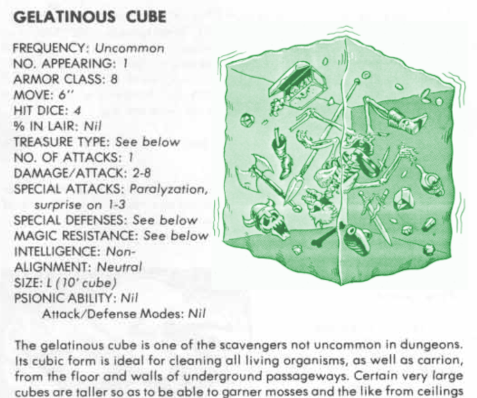 GELATINOUS CUBE
FREQUENCY: Uncommon
NO. APPEARING: 1
ARMOR CLASS: 8
MOVE: 6"
HIT DICE: 4
% IN LAIR: Nil
TREASURE TYPE: See below
NO. OF ATTACKS: 1
DAMAGE/ATTACK: 2-8
SPECIAL ATTACKS: Paralyzation,
surprise on 1-3
SPECIAL DEFENSES: See below
MAGIC RESISTANCE: See below
INTELLIGENCE: Non-
ALIGNMENT: Neutral
SIZE: L (10' cube)
PSIONIC ABILITY: Nil
Attack/Defense Modes: Nil
The gelatinous cube is one of the scavengers not uncommon in dungeons.
Its cubic form is ideal for cleaning all living organisms, as well as carrion,
from the floor and walls of underground passageways. Certain very large
cubes are taller so as to be able to garner mosses and the like from ceilings